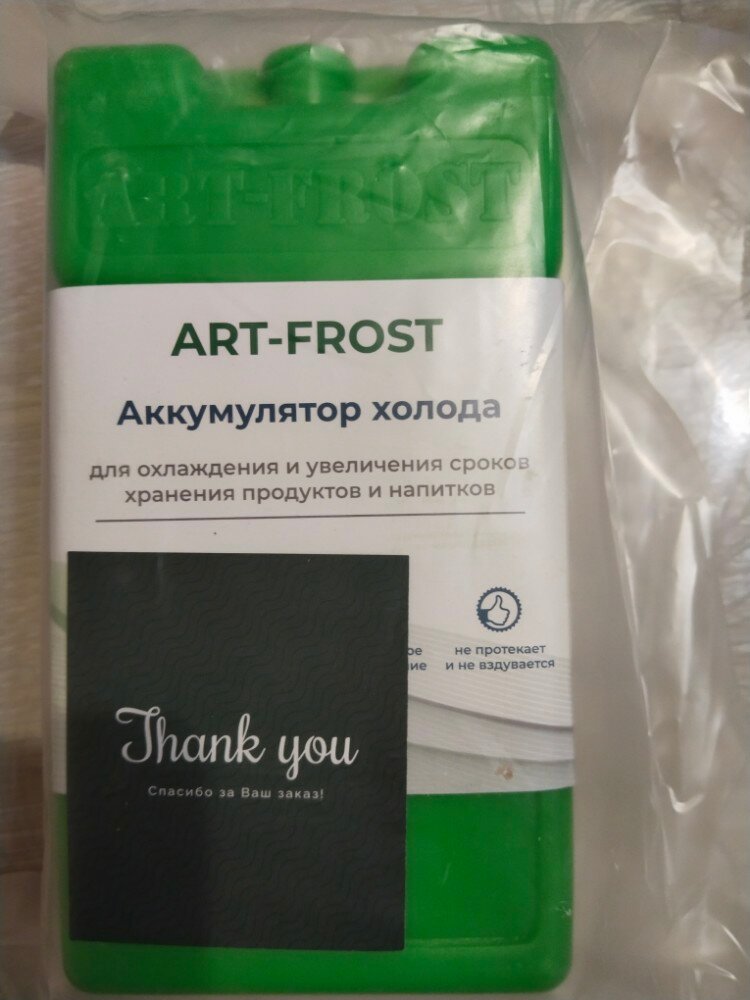 ART-FROST
ART-FROST
Аккумулятор холода
для охлаждения и увеличения сроков
хранения продуктов и напитков
не протекает
и не вздувается
Thank you
Спасибо за Ваш заказ!